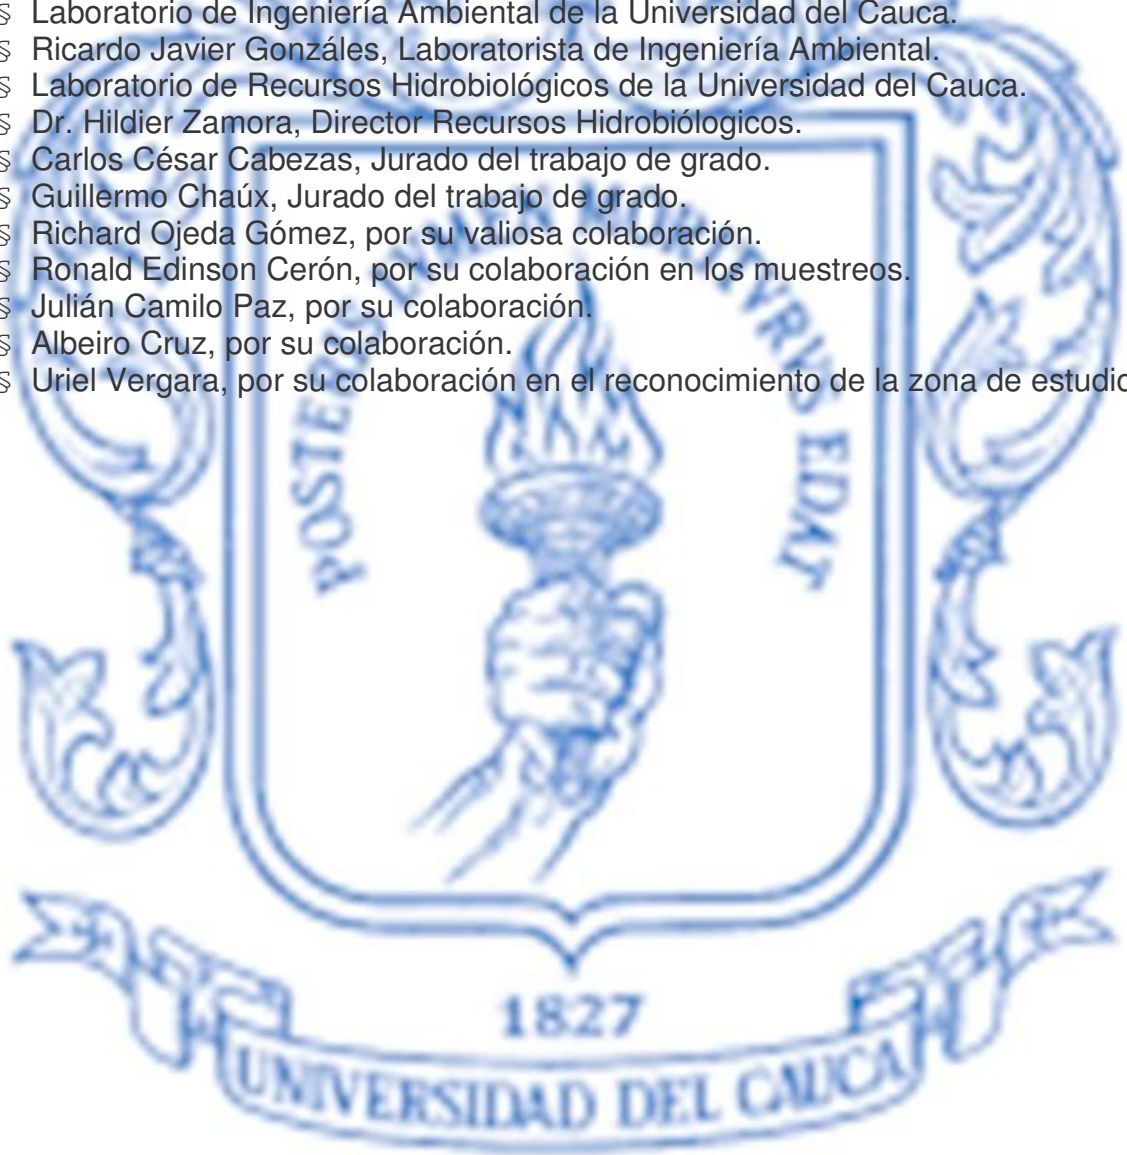 § Laboratorio de Ingeniería Ambiental de la Universidad del Cauca.
§ Ricardo Javier Gonzáles, Laboratorista de Ingeniería Ambiental.
§ Laboratorio de Recursos Hidrobiológicos de la Universidad del Cauca.
§ Dr. Hildier Zamora, Director Recursos Hidrobiólogicos.
§ Carlos César Cabezas, Jurado del trabajo de grado.
§ Guillermo Chaúx, Jurado del trabajo de grado.
§ Richard Ojeda Gómez, por su valiosa colaboración.
§ Ronald Edinson Cerón, por su colaboración en los muestreos.
§ Julián Camilo Paz, por su colaboración.
§ Albeiro Cruz, por su colaboración.
§ Uriel Vergara, por su colaboración en el reconocimiento de la zona de estudio
1827
UNIVERSIDAD DEL CAUCA